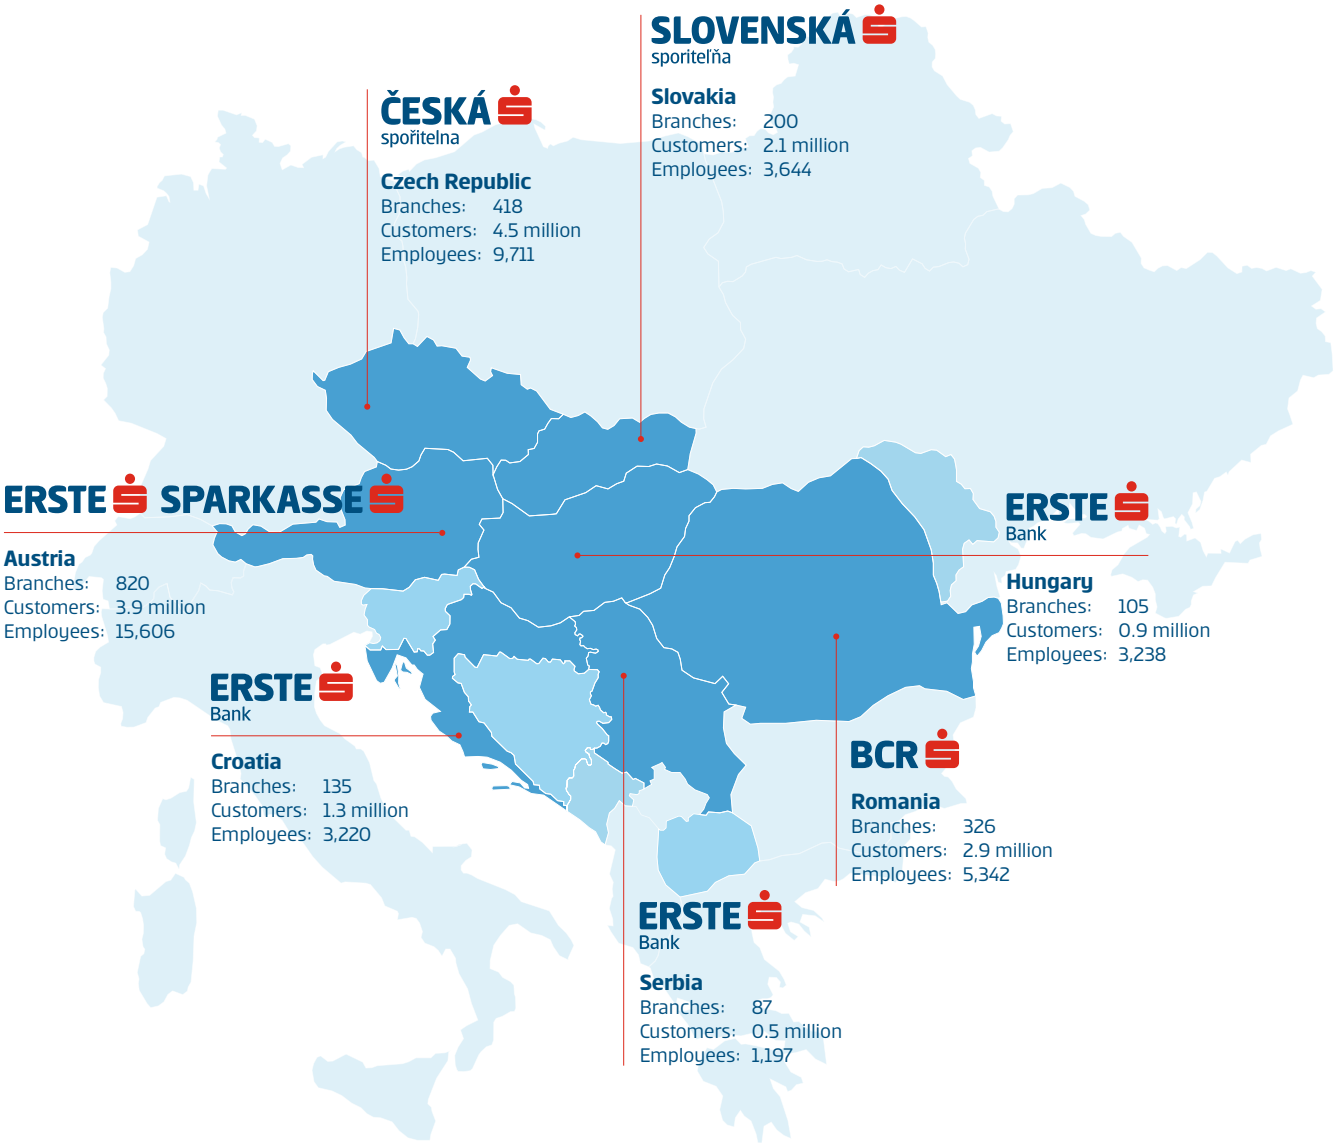 SLOVENSKÁ
sporiteľňa
Slovakia
Branches: 200
Customers: 2.1 million
Employees: 3,644
ČESKÁ
spořitelna
Czech Republic
Branches: 418
Customers: 4.5 million
Employees: 9,711
ERSTE SPARKASSE
Austria
Branches: 820
Customers: 3.9 million
Employees: 15,606
ERSTE
Bank
Hungary
Branches: 105
Customers: 0.9 million
Employees: 3,238
ERSTE
Bank
Croatia
Branches: 135
Customers: 1.3 million
Employees: 3,220
BCR
Romania
Branches: 326
Customers: 2.9 million
Employees: 5,342
ERSTE
Bank
Serbia
Branches: 87
Customers: 0.5 million
Employees: 1,197